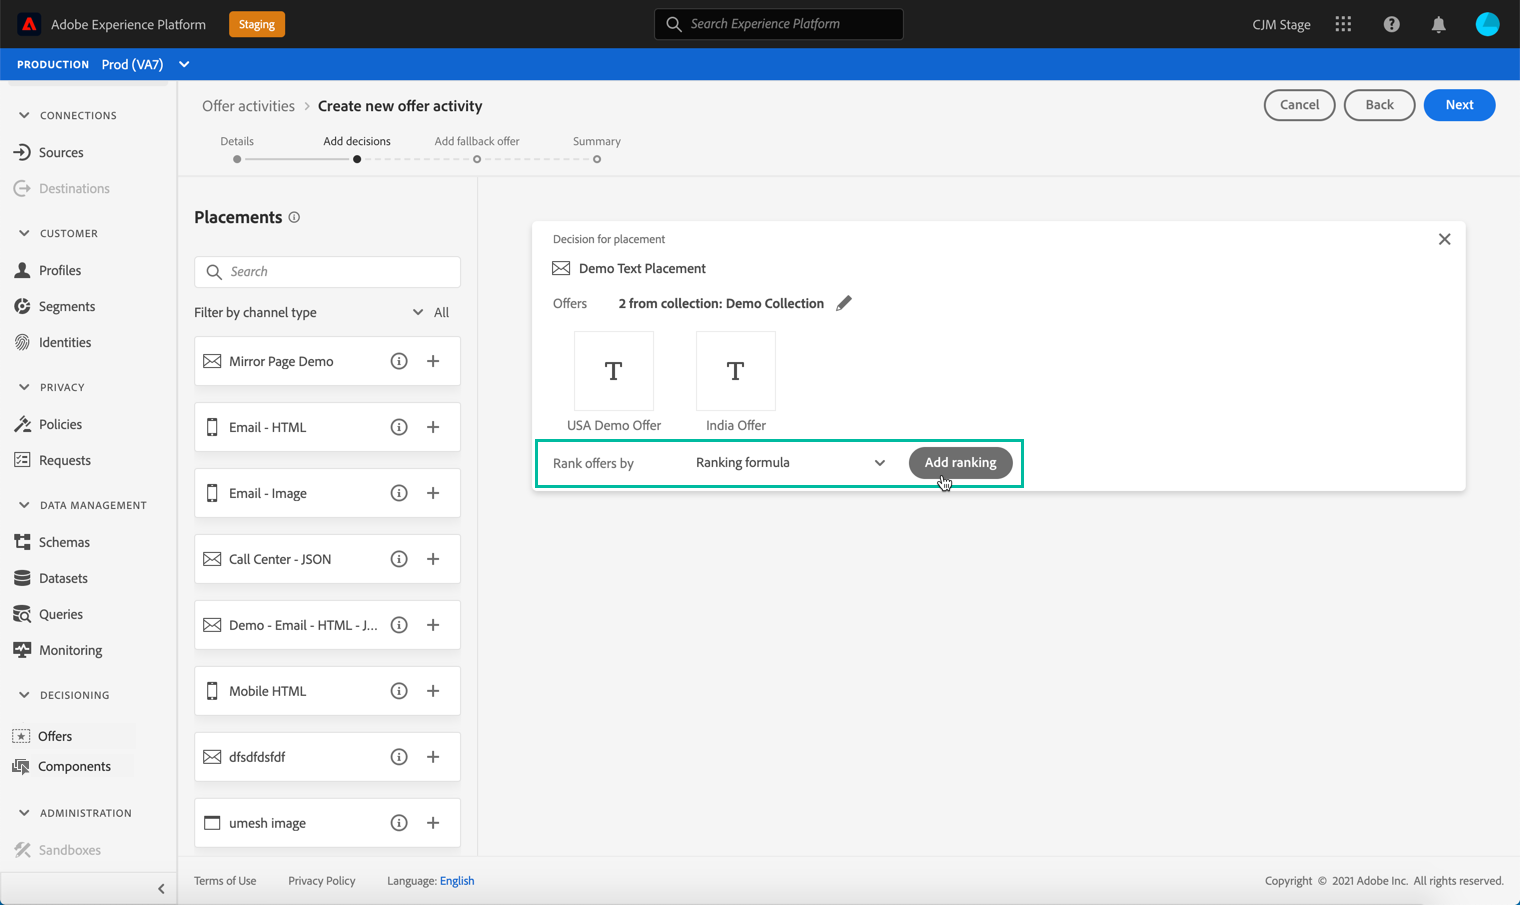 Adobe Experience Platform
Staging
Search Experience Platform
CJM Stage
PRODUCTION Prod (VA7)
CONNECTIONS
Sources
Destinations
CUSTOMER
Profiles
Segments
Identities
PRIVACY
Policies
Requests
DATA MANAGEMENT
Schemas
Datasets
Queries
Monitoring
DECISIONING
Offers
Components
ADMINISTRATION
Sandboxes
Offer activities > Create new offer activity
Cancel
Back
Next
Details
Add decisions
Add fallback offer
Summary
Placements
Search
Filter by channel type
All
Mirror Page Demo
Email - HTML
Email - Image
Call Center - JSON
Demo - Email - HTML - J...
Mobile HTML
dfsdfdsfdf
umesh image
Decision for placement
Demo Text Placement
Offers 2 from collection: Demo Collection
T
T
USA Demo Offer
India Offer
Rank offers by
Ranking formula
Add ranking
Terms of Use
Privacy Policy
Language: English
Copyright © 2021 Adobe Inc. All rights reserved.